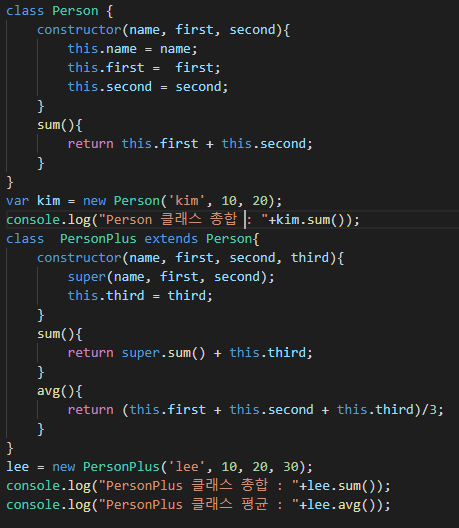 class Person {
    constructor(name, first, second){
        this.name = name;
        this.first =  first;
        this.second = second;
    }
    sum(){
        return this.first + this.second;
    }
}
var kim = new Person('kim', 10, 20);
console.log("Person 클래스 총합 : "+kim.sum());
class  PersonPlus extends Person{
    constructor(name, first, second, third){
        super(name, first, second);
        this.third = third;
    }
    sum(){
        return super.sum() + this.third;
    }
    avg(){
        return (this.first + this.second + this.third)/3;
    }
}
lee = new PersonPlus('lee', 10, 20, 30);
console.log("PersonPlus 클래스 총합 : "+lee.sum());
console.log("PersonPlus 클래스 평균 : "+lee.avg());